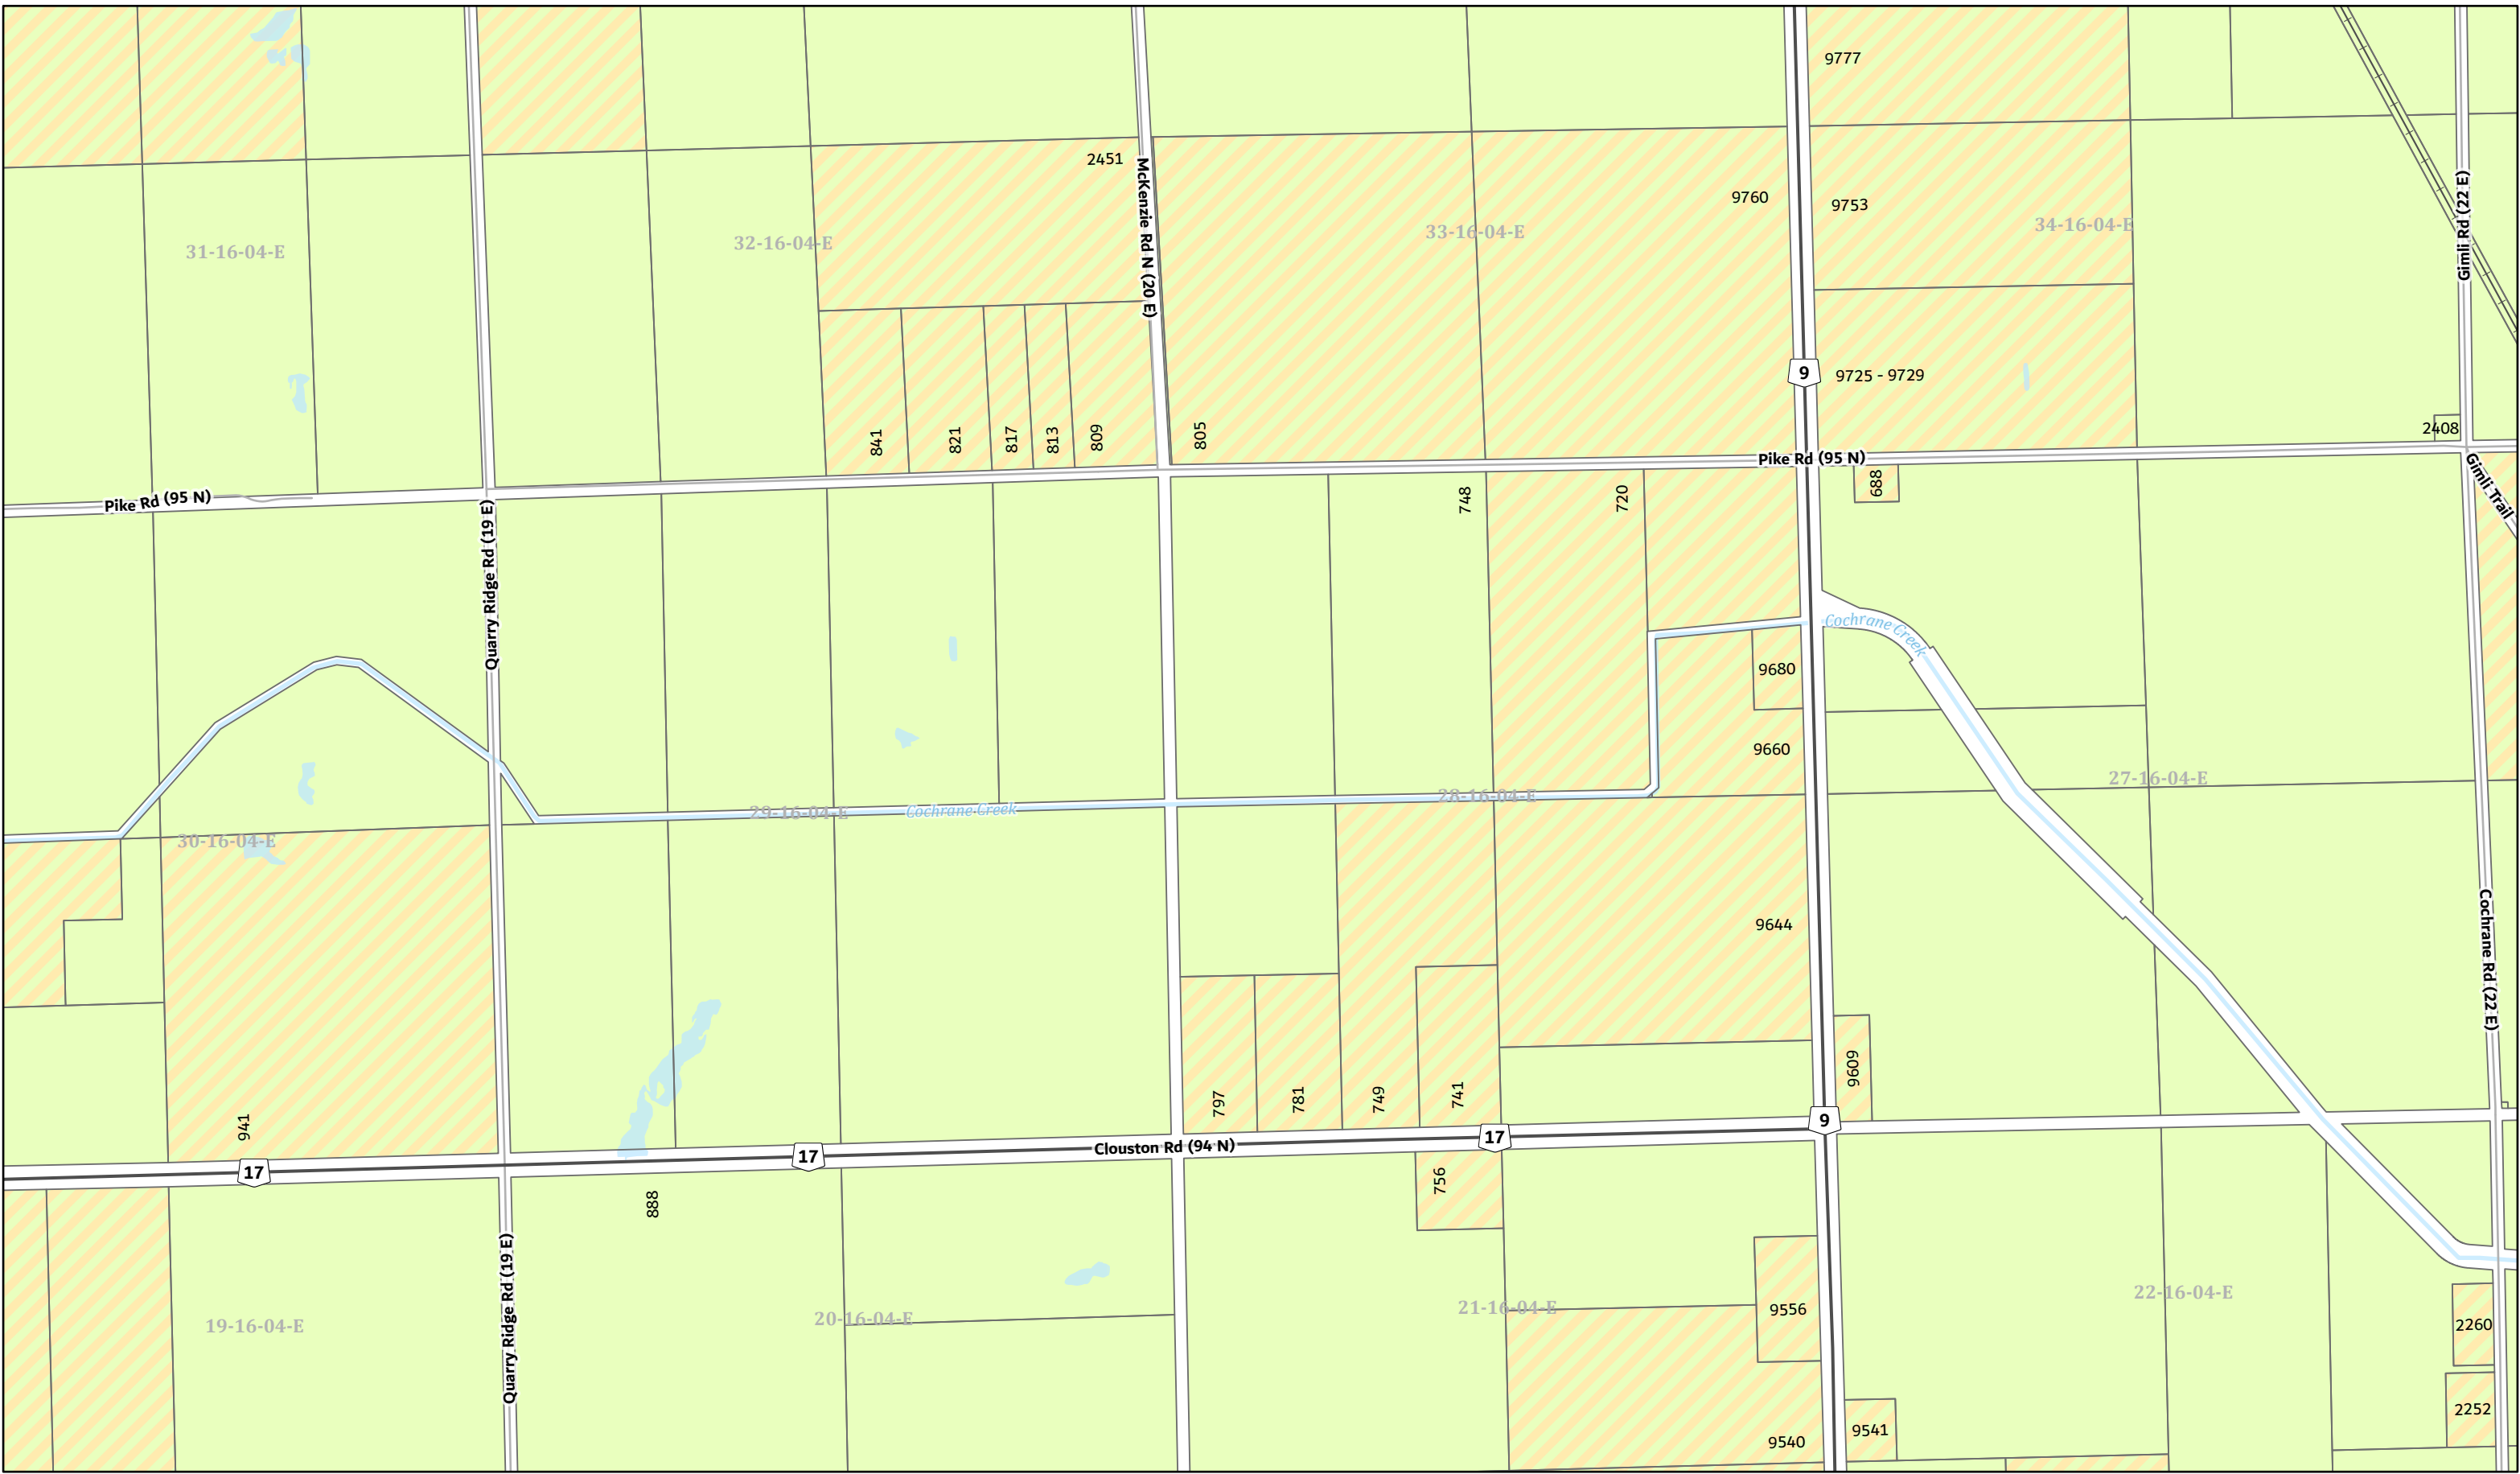 9777
2451
McKenzie Rd N (20 E)
9760
9753
Gimli Rd (22 E)
31-16-04-E
32-16-04-E
33-16-04-E
34-16-04-E
9
9725 - 9729
841
821
817
813
809
805
2408
Pike Rd (95 N)
Pike Rd (95 N)
688
Gimli Trail
748
720
Quarry Ridge Rd (19 E)
Cochrane Creek
9680
9660
27-16-04-E
28-16-04-E
29-16-04-E
Cochrane Creek
30-16-04-E
9644
Cochrane Rd (22 E)
9609
941
797
781
749
741
9
17
17
17
Clouston Rd (94 N)
756
888
Quarry Ridge Rd (19 E)
19-16-04-E
20-16-04-E
21-16-04-E
22-16-04-E
9556
2260
2252
9540
9541